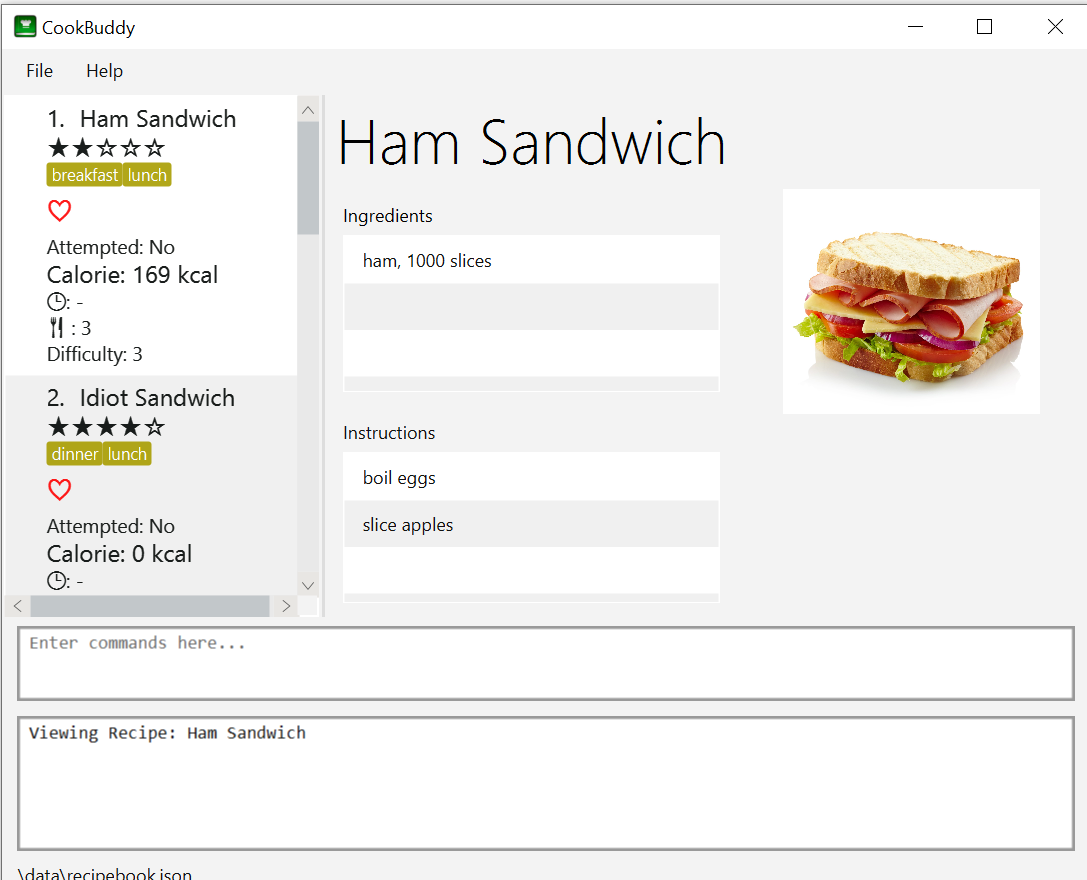 CookBuddy
File Help
1. Ham Sandwich
★★☆☆☆
breakfast lunch
Attempted: No
Calorie: 169 kcal
: -
: 3
Difficulty: 3
2. Idiot Sandwich
★★★★☆
dinner lunch
Attempted: No
Calorie: 0 kcal
: -
Ham Sandwich
Ingredients
ham, 1000 slices
Instructions
boil eggs
slice apples
Enter commands here...
Viewing Recipe: Ham Sandwich
\data\recipebook.json